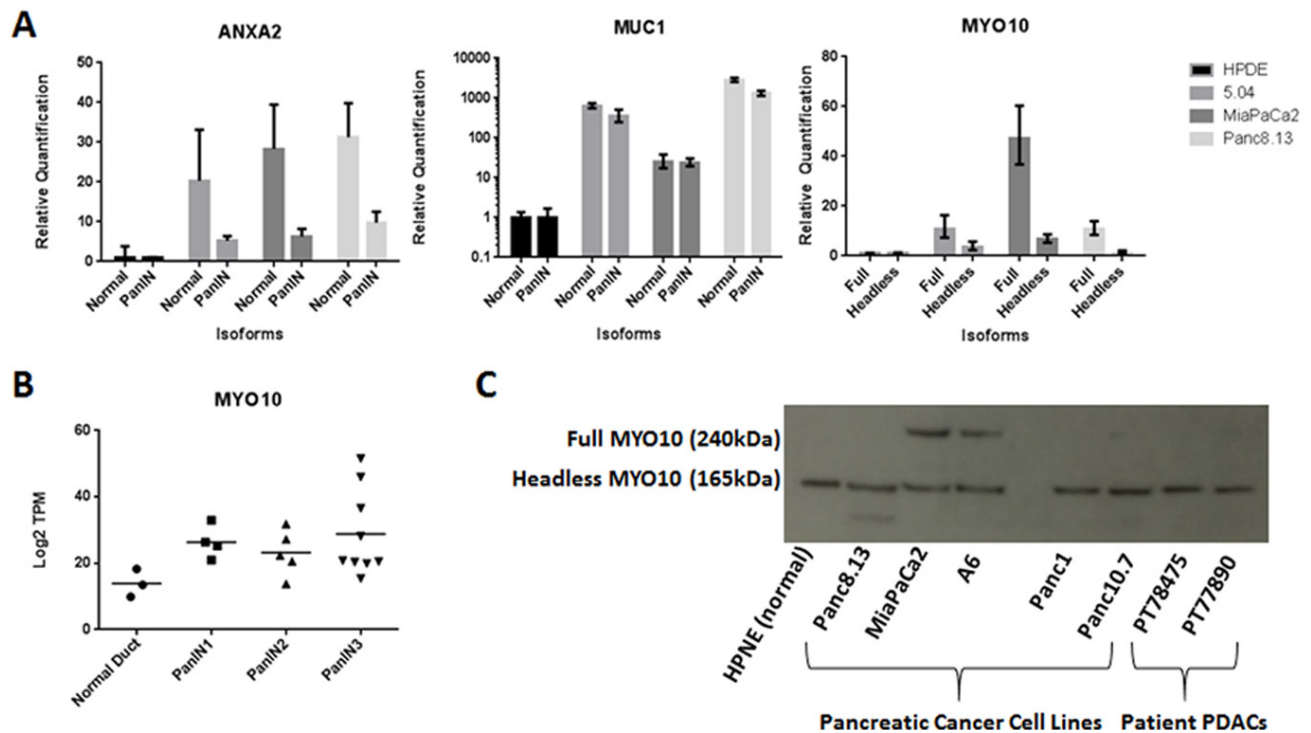 A
ANXA2
Relative Quantification
50
40
30
20
10
0
Normal
PanIN
Normal
PanIN
Normal
PanIN
Normal
PanIN
Isoforms
MUC1
Relative Quantification
10000
1000
100
10
1
0.1
Normal
PanIN
Normal
PanIN
Normal
PanIN
Normal
PanIN
Isoforms
MYO10
Relative Quantification
80
60
40
20
0
Full
Headless
Full
Headless
Full
Headless
Full
Headless
Isoforms
HPDE
5.04
MiaPaCa2
Panc8.13
B
MYO10
Log2 TPM
60
40
20
0
Normal Duct
PanIN1
PanIN2
PanIN3
C
Full MYO10 (240kDa)
Headless MYO10 (165kDa)
HPNE (normal)
Panc8.13
MiaPaCa2
A6
Panc1
Panc10.7
PT78475
PT77890
Pancreatic Cancer Cell Lines
Patient PDACs